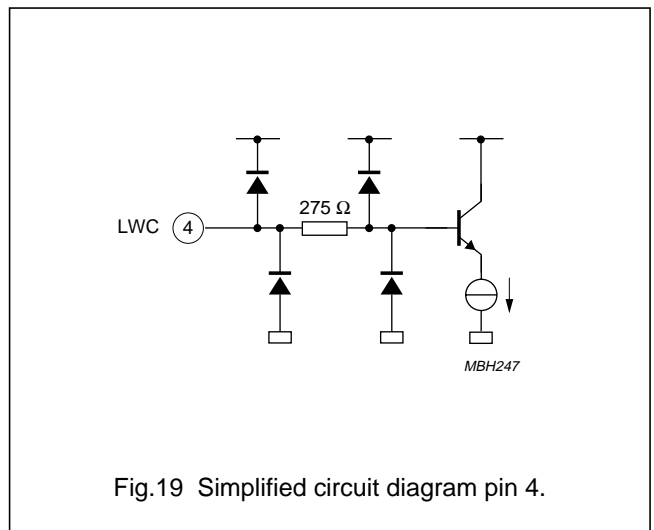 275 Ω
LWC 4
MBH247
Fig.19 Simplified circuit diagram pin 4.